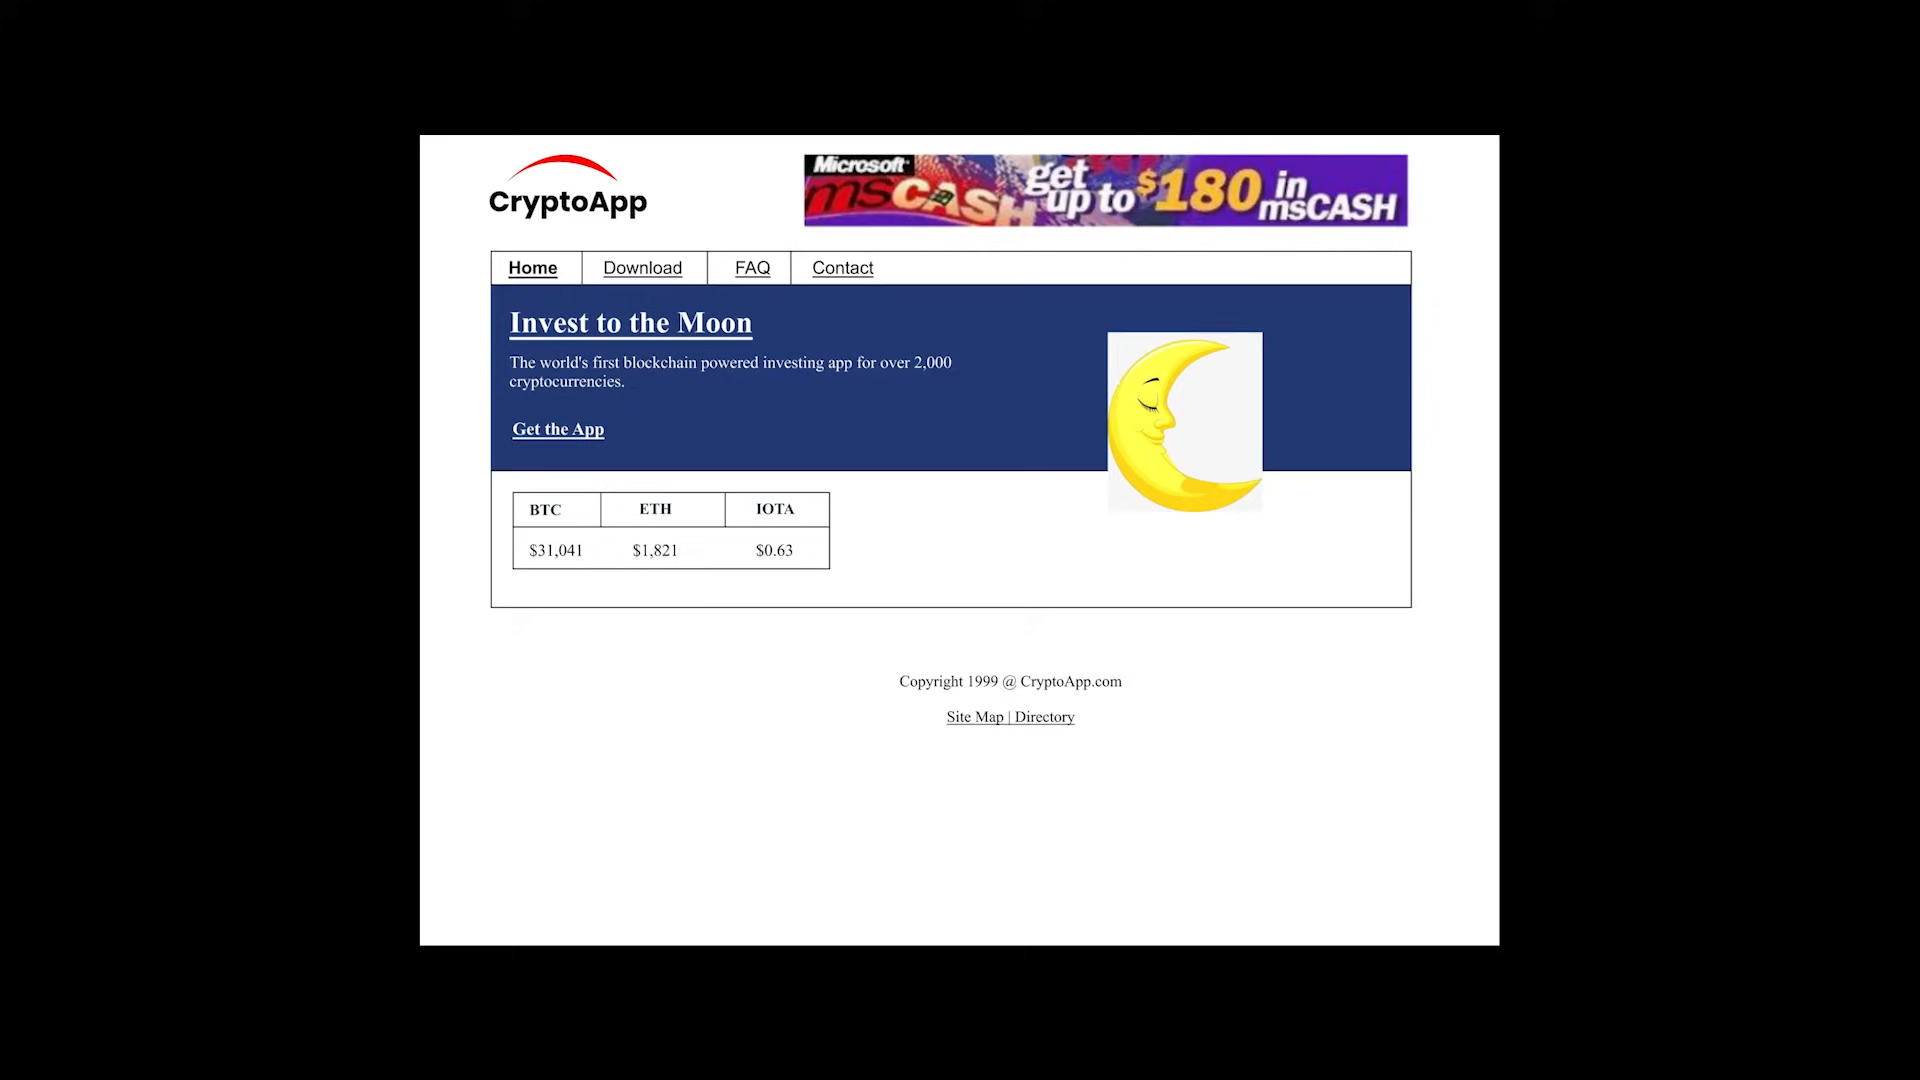 CryptoApp
Microsoft
msCASH
get
up to $180 in
msCASH
Home Download FAQ Contact
Invest to the Moon
The world's first blockchain powered investing app for over 2,000
cryptocurrencies.
Get the App
BTC ETH IOTA
$31,041 $1,821 $0.63
Copyright 1999 @ CryptoApp.com
Site Map | Directory